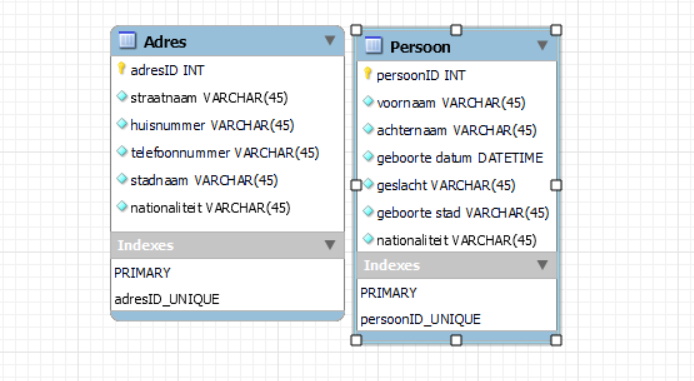 Adres
adresID INT
straatnaam VARCHAR(45)
huisnummer VARCHAR(45)
telefoonnummer VARCHAR(45)
stadnaam VARCHAR(45)
nationaliteit VARCHAR(45)
Indexes
PRIMARY
adresID_UNIQUE
Persoon
persoonID INT
voornaam VARCHAR(45)
achternaam VARCHAR(45)
geboorte datum DATETIME
geslacht VARCHAR(45)
geboorte stad VARCHAR(45)
nationaliteit VARCHAR(45)
Indexes
PRIMARY
persoonID_UNIQUE